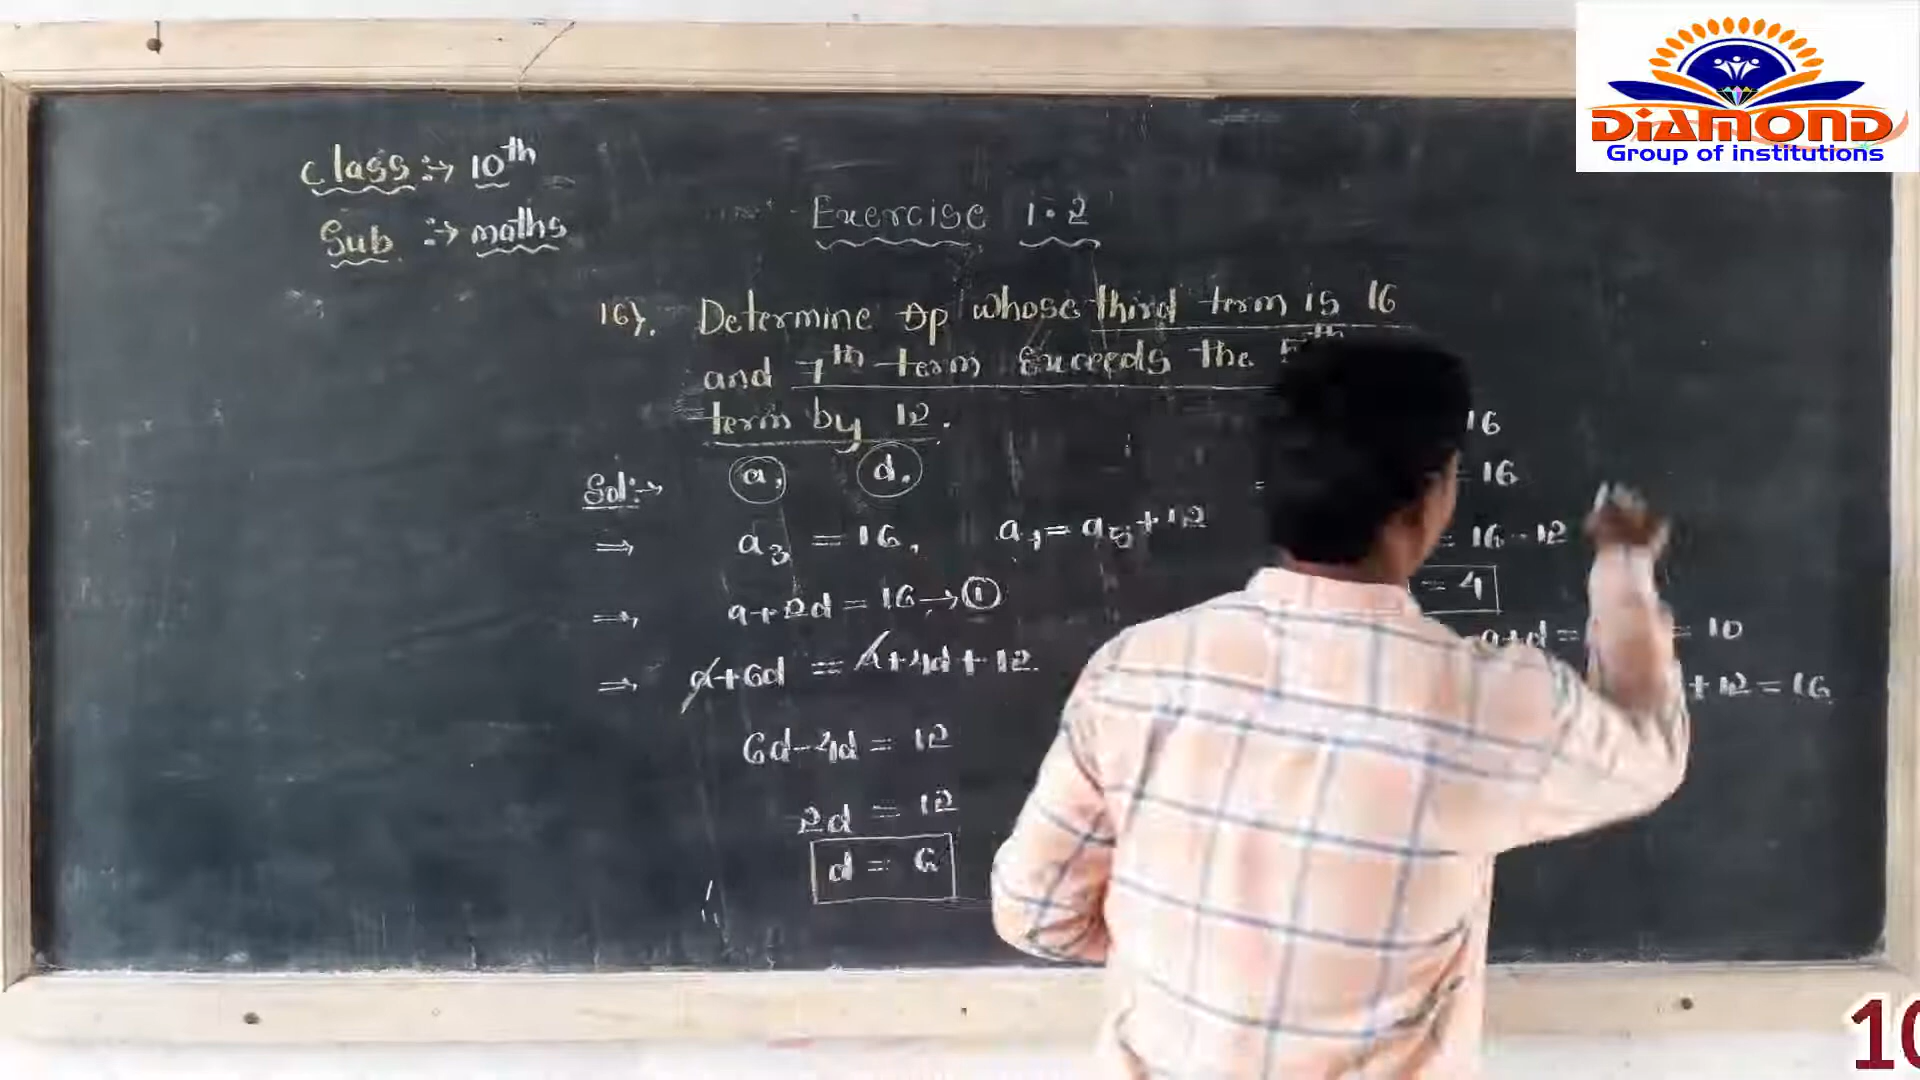 DiAMOND
Group of institutions
class :→ 10th
Sub :→ maths
Exercise 1.2
16). Determine Ap whose third term is 16
and 7th term Exceeds the 5th
term by 12.
Sol:→ a, d.
⇒ a₃ = 16, a₇ = a₅ + 12
⇒ a+2d = 16 → ①
⇒ a+6d = a+4d+12
6d-4d = 12
2d = 12
d = 6
16
= 16
= 16-12
= 4
a+d = = 10
+12 = 16
10